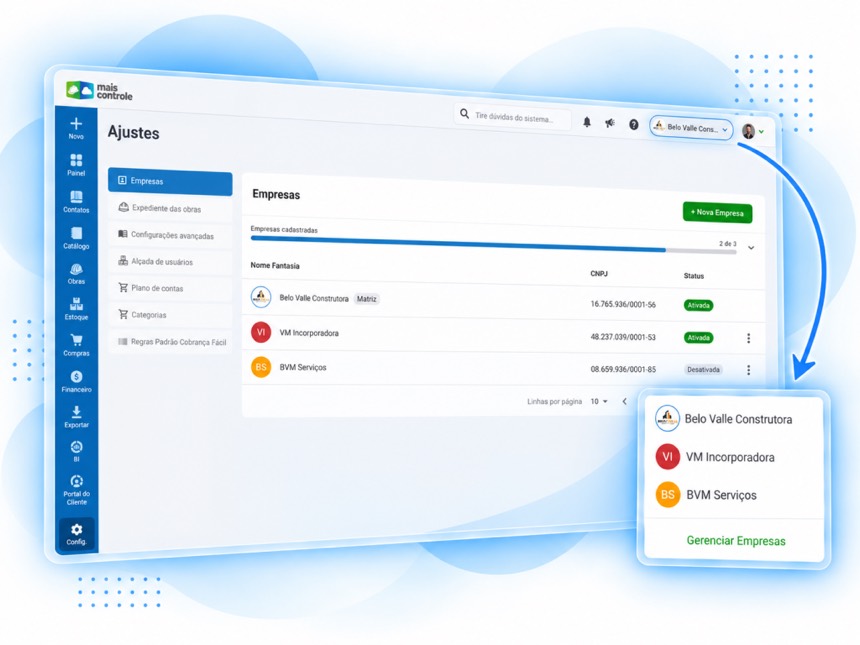 mais
controle
Tire dúvidas do sistema...
Belo Valle Cons...
Novo
Painel
Contatos
Catálogo
Obras
Estoque
Compras
Financeiro
Exportar
BI
Portal do
Cliente
Config.
Ajustes
Empresas
Expediente das obras
Configurações avançadas
Alçada de usuários
Plano de contas
Categorias
Regras Padrão Cobrança Fácil
Empresas
+ Nova Empresa
Empresas cadastradas
2 de 3
Nome Fantasia CNPJ Status
Belo Valle Construtora Matriz 16.765.936/0001-56 Ativada
VI VM Incorporadora 48.237.039/0001-53 Ativada
BS BVM Serviços 08.659.936/0001-85 Desativada
Linhas por página 10
Belo Valle Construtora
VI VM Incorporadora
BS BVM Serviços
Gerenciar Empresas